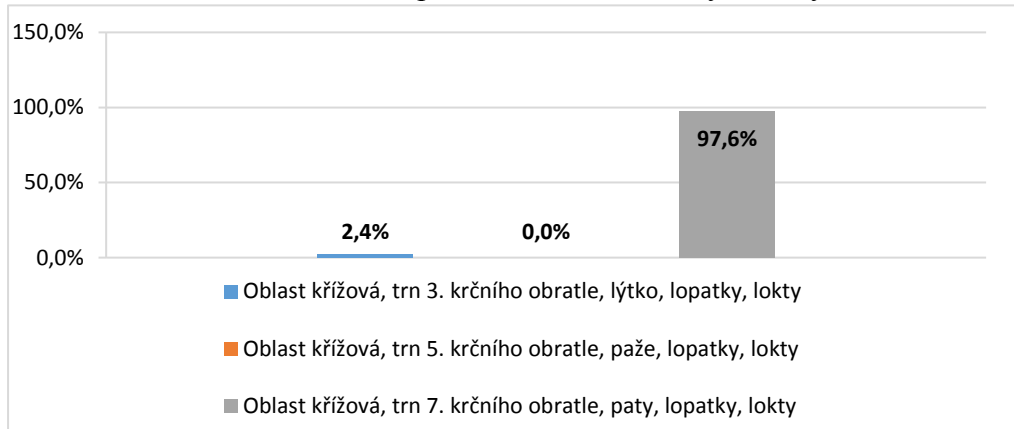 150,0%
100,0%
97,6%
50,0%
2,4%
0,0%
0,0%
Oblast křížová, trn 3. krčního obratle, lýtko, lopatky, lokty
Oblast křížová, trn 5. krčního obratle, paže, lopatky, lokty
Oblast křížová, trn 7. krčního obratle, paty, lopatky, lokty